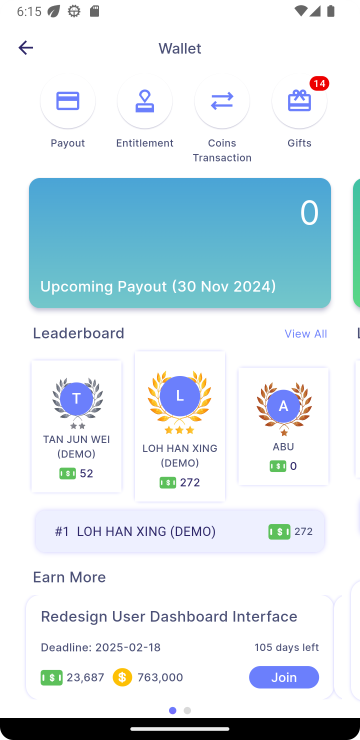 6:15
Wallet
14
Payout
Entitlement
Coins
Transaction
Gifts
0
Upcoming Payout (30 Nov 2024)
Leaderboard
View All
T
TAN JUN WEI
(DEMO)
52
L
LOH HAN XING
(DEMO)
272
A
ABU
0
#1 LOH HAN XING (DEMO)
272
Earn More
Redesign User Dashboard Interface
Deadline: 2025-02-18
105 days left
23,687
763,000
Join